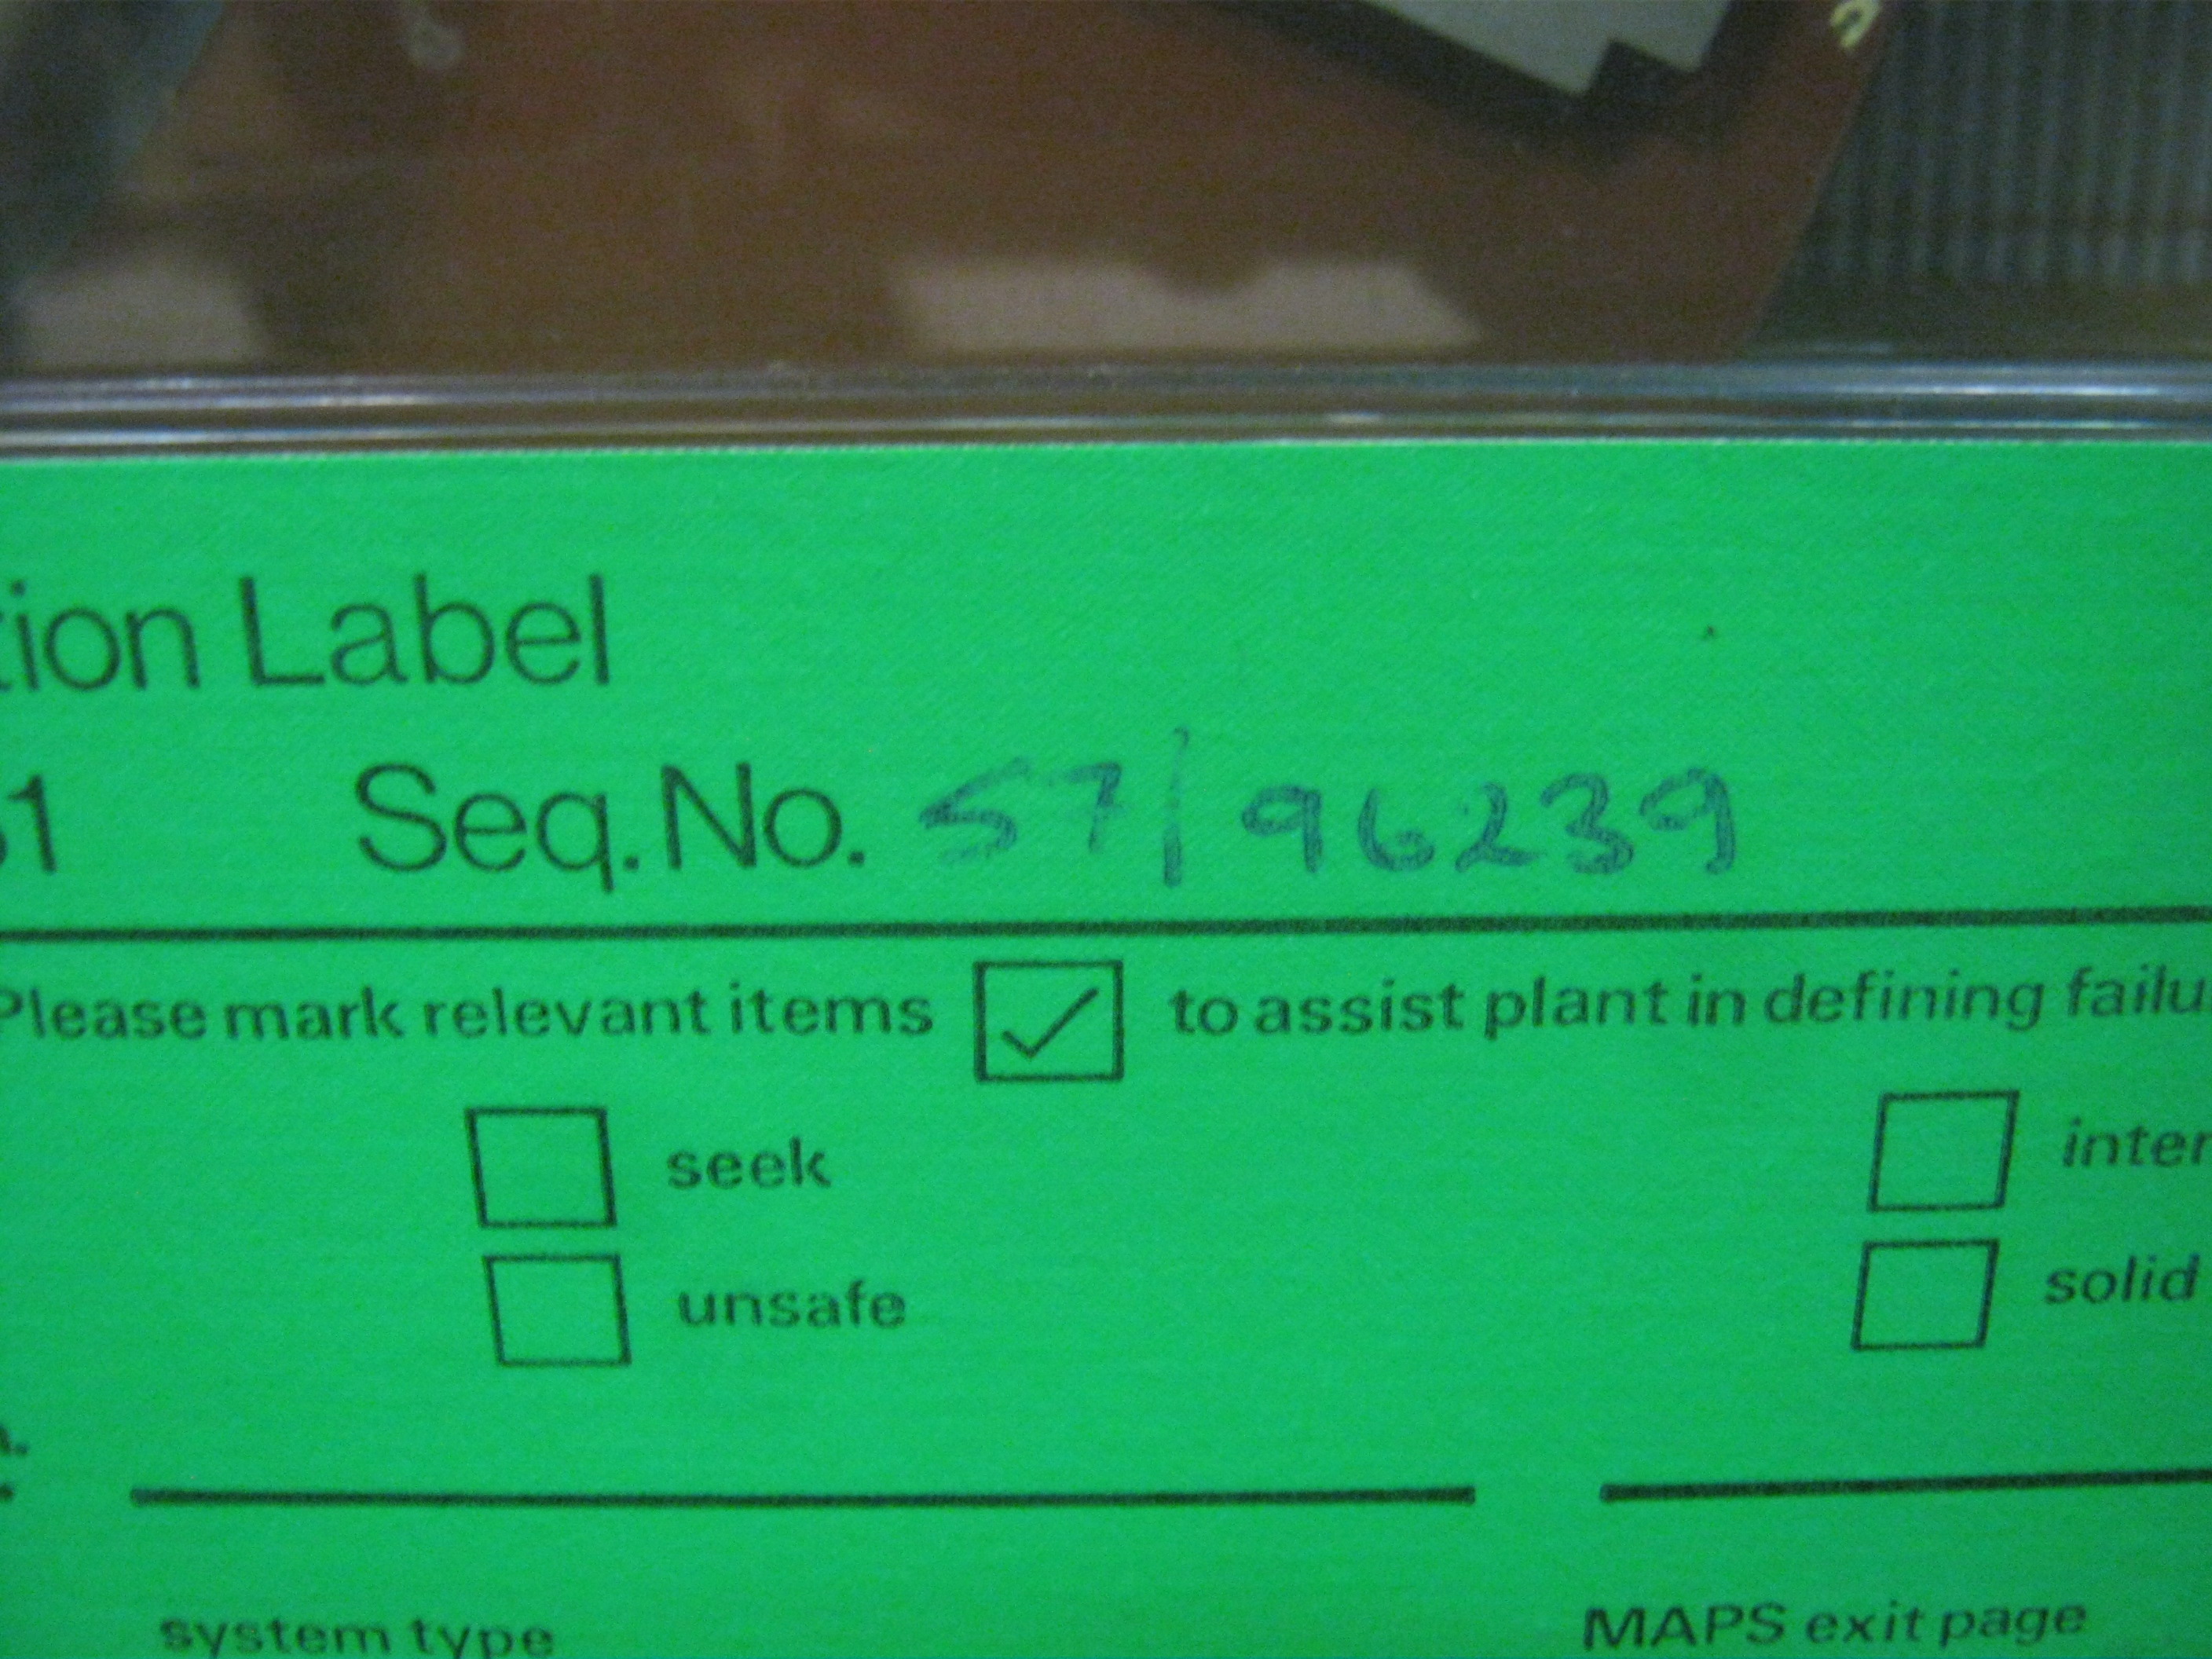 tion Label
51 Seq. No. 57/96239
Please mark relevant items ☑ to assist plant in defining failu
seek inter
unsafe solid
system type MAPS exit page